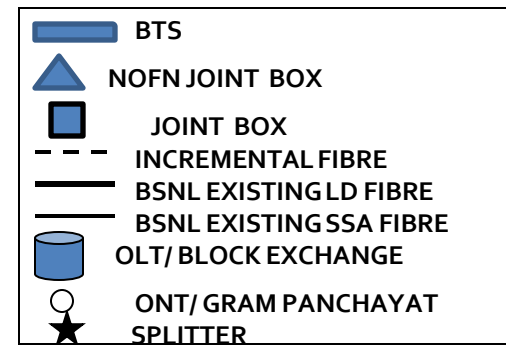 BTS
NOFN JOINT BOX
JOINT BOX
INCREMENTAL FIBRE
BSNL EXISTING LD FIBRE
BSNL EXISTING SSA FIBRE
OLT/ BLOCK EXCHANGE
ONT/ GRAM PANCHAYAT
SPLITTER